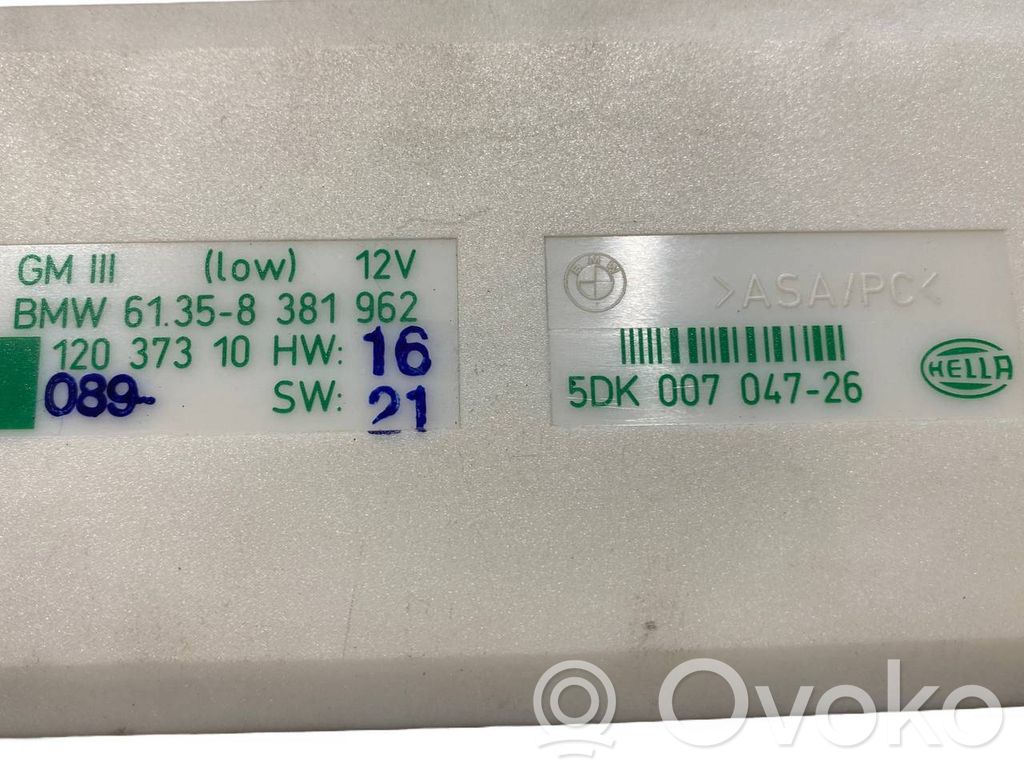 GM III (low) 12V
BMW 61.35-8 381 962
120 373 10 HW: 16
089- SW: 21
BMW
>ASA/PC<
5DK 007 047-26
HELLA
Ovoko